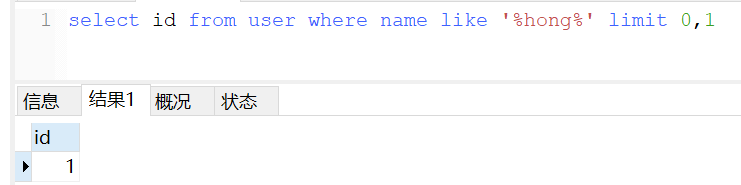 1 select id from user where name like '%hong%' limit 0,1
信息 结果1 概况 状态
id
1